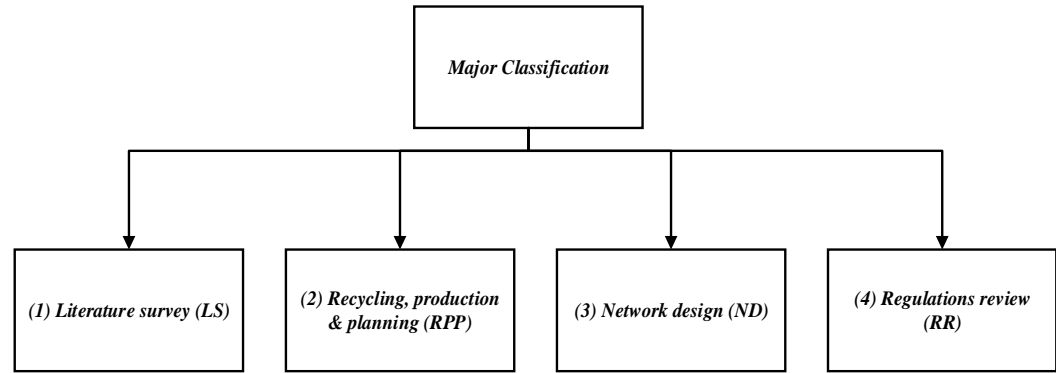 Major Classification
(1) Literature survey (LS)
(2) Recycling, production
& planning (RPP)
(3) Network design (ND)
(4) Regulations review
(RR)